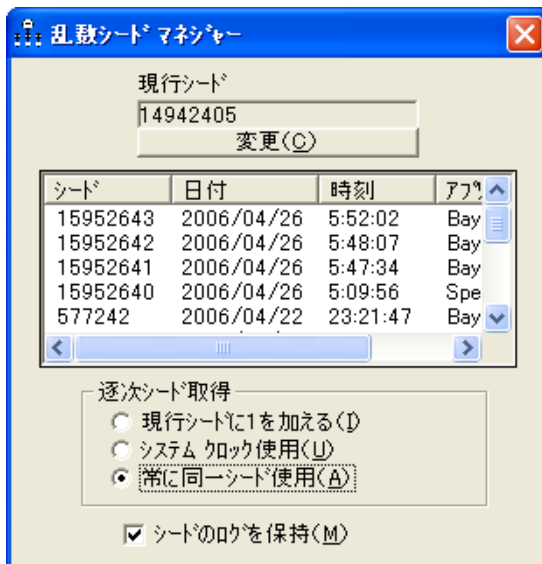 乱数シード マネジャー
現行シード
14942405
変更(C)
シード 日付 時刻 アプリ
15952643 2006/04/26 5:52:02 Bay
15952642 2006/04/26 5:48:07 Bay
15952641 2006/04/26 5:47:34 Bay
15952640 2006/04/26 5:09:56 Spe
577242 2006/04/22 23:21:47 Bay
逐次シード取得
現行シードに1を加える(I)
システム クロック使用(U)
常に同一シード使用(A)
シードのログを保持(M)